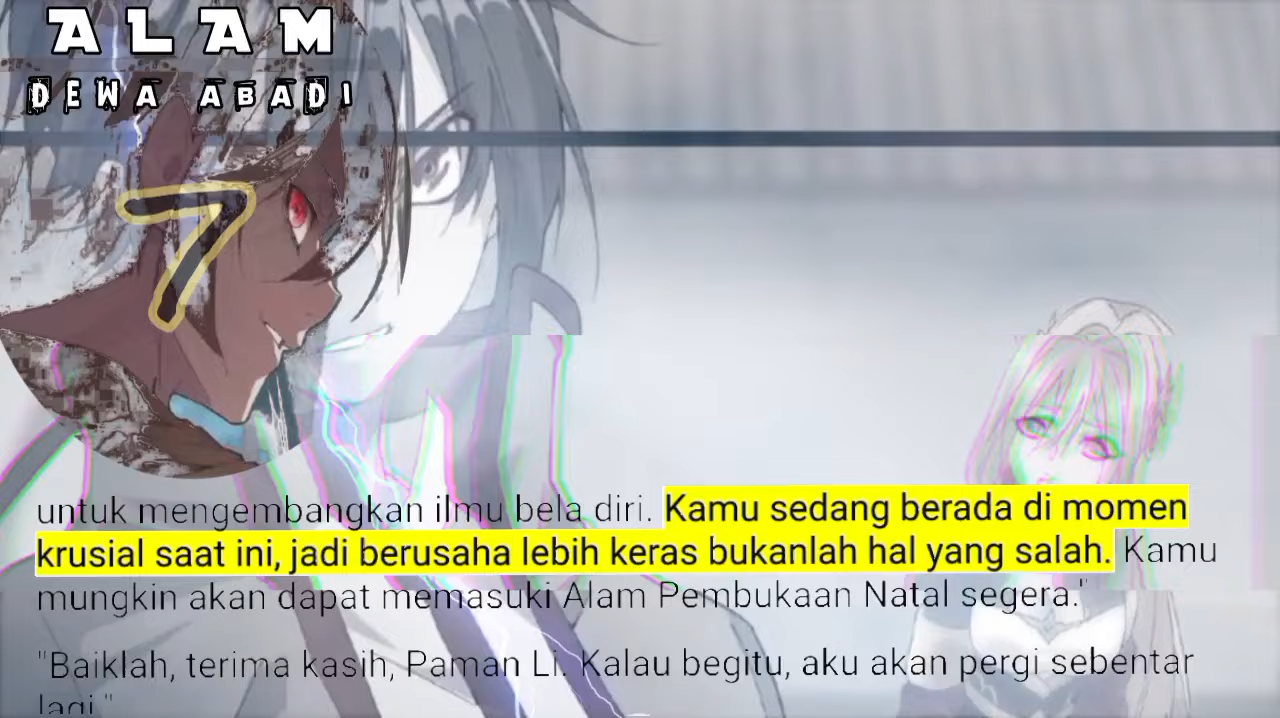 ALAM
DEWA ABADI
7
untuk mengembangkan ilmu bela diri. Kamu sedang berada di momen
krusial saat ini, jadi berusaha lebih keras bukanlah hal yang salah. Kamu
mungkin akan dapat memasuki Alam Pembukaan Natal segera."
"Baiklah, terima kasih, Paman Li. Kalau begitu, aku akan pergi sebentar
lagi."